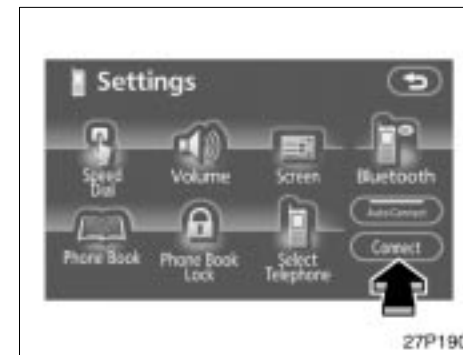 Settings
Speed Dial
Volume
Screen
Bluetooth
Auto Connect
Phone Book
Phone Book Lock
Select Telephone
Connect
27P190